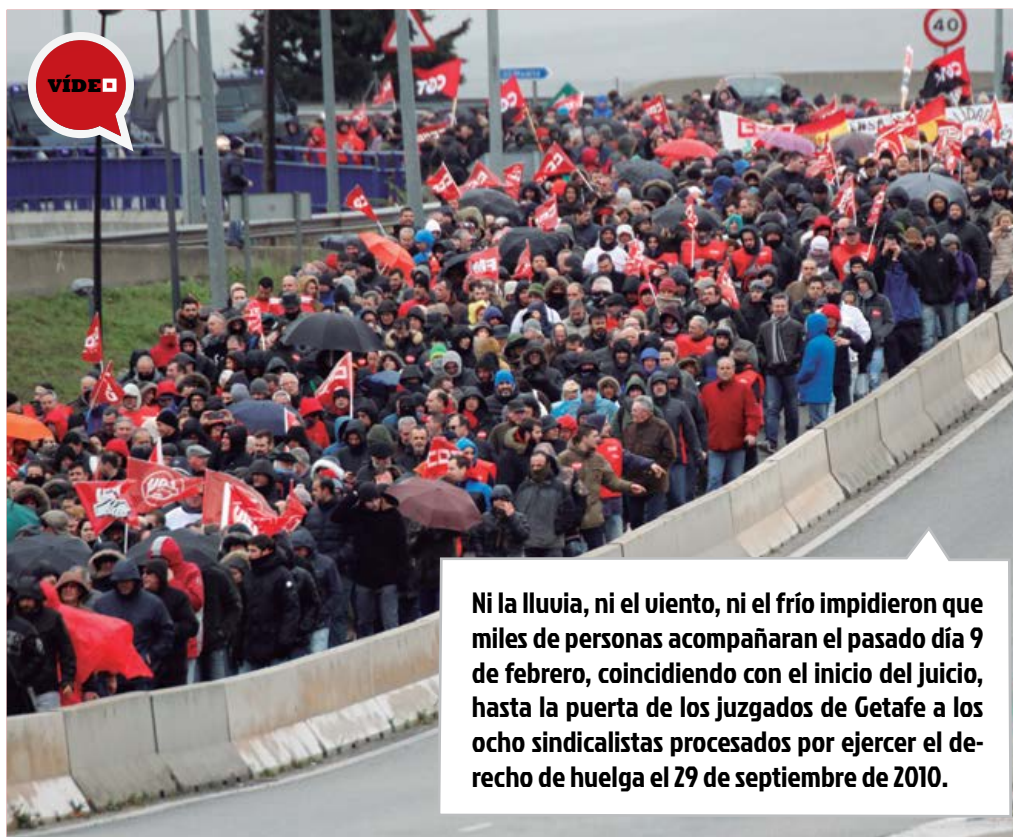 VÍDEO
40
CGT
UGT
Ni la lluvia, ni el viento, ni el frío impidieron que
miles de personas acompañaran el pasado día 9
de febrero, coincidiendo con el inicio del juicio,
hasta la puerta de los juzgados de Getafe a los
ocho sindicalistas procesados por ejercer el de-
recho de huelga el 29 de septiembre de 2010.